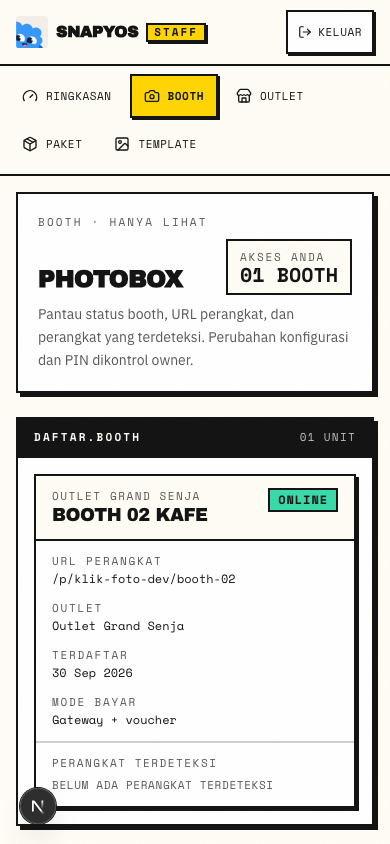 SNAPYOS STAFF
KELUAR
RINGKASAN
BOOTH
OUTLET
PAKET
TEMPLATE
BOOTH · HANYA LIHAT
PHOTOBOX
AKSES ANDA
01 BOOTH
Pantau status booth, URL perangkat, dan
perangkat yang terdeteksi. Perubahan konfigurasi
dan PIN dikontrol owner.
DAFTAR.BOOTH
01 UNIT
OUTLET GRAND SENJA
BOOTH 02 KAFE
ONLINE
URL PERANGKAT
/p/klik-foto-dev/booth-02
OUTLET
Outlet Grand Senja
TERDAFTAR
30 Sep 2026
MODE BAYAR
Gateway + voucher
PERANGKAT TERDETEKSI
BELUM ADA PERANGKAT TERDETEKSI
N